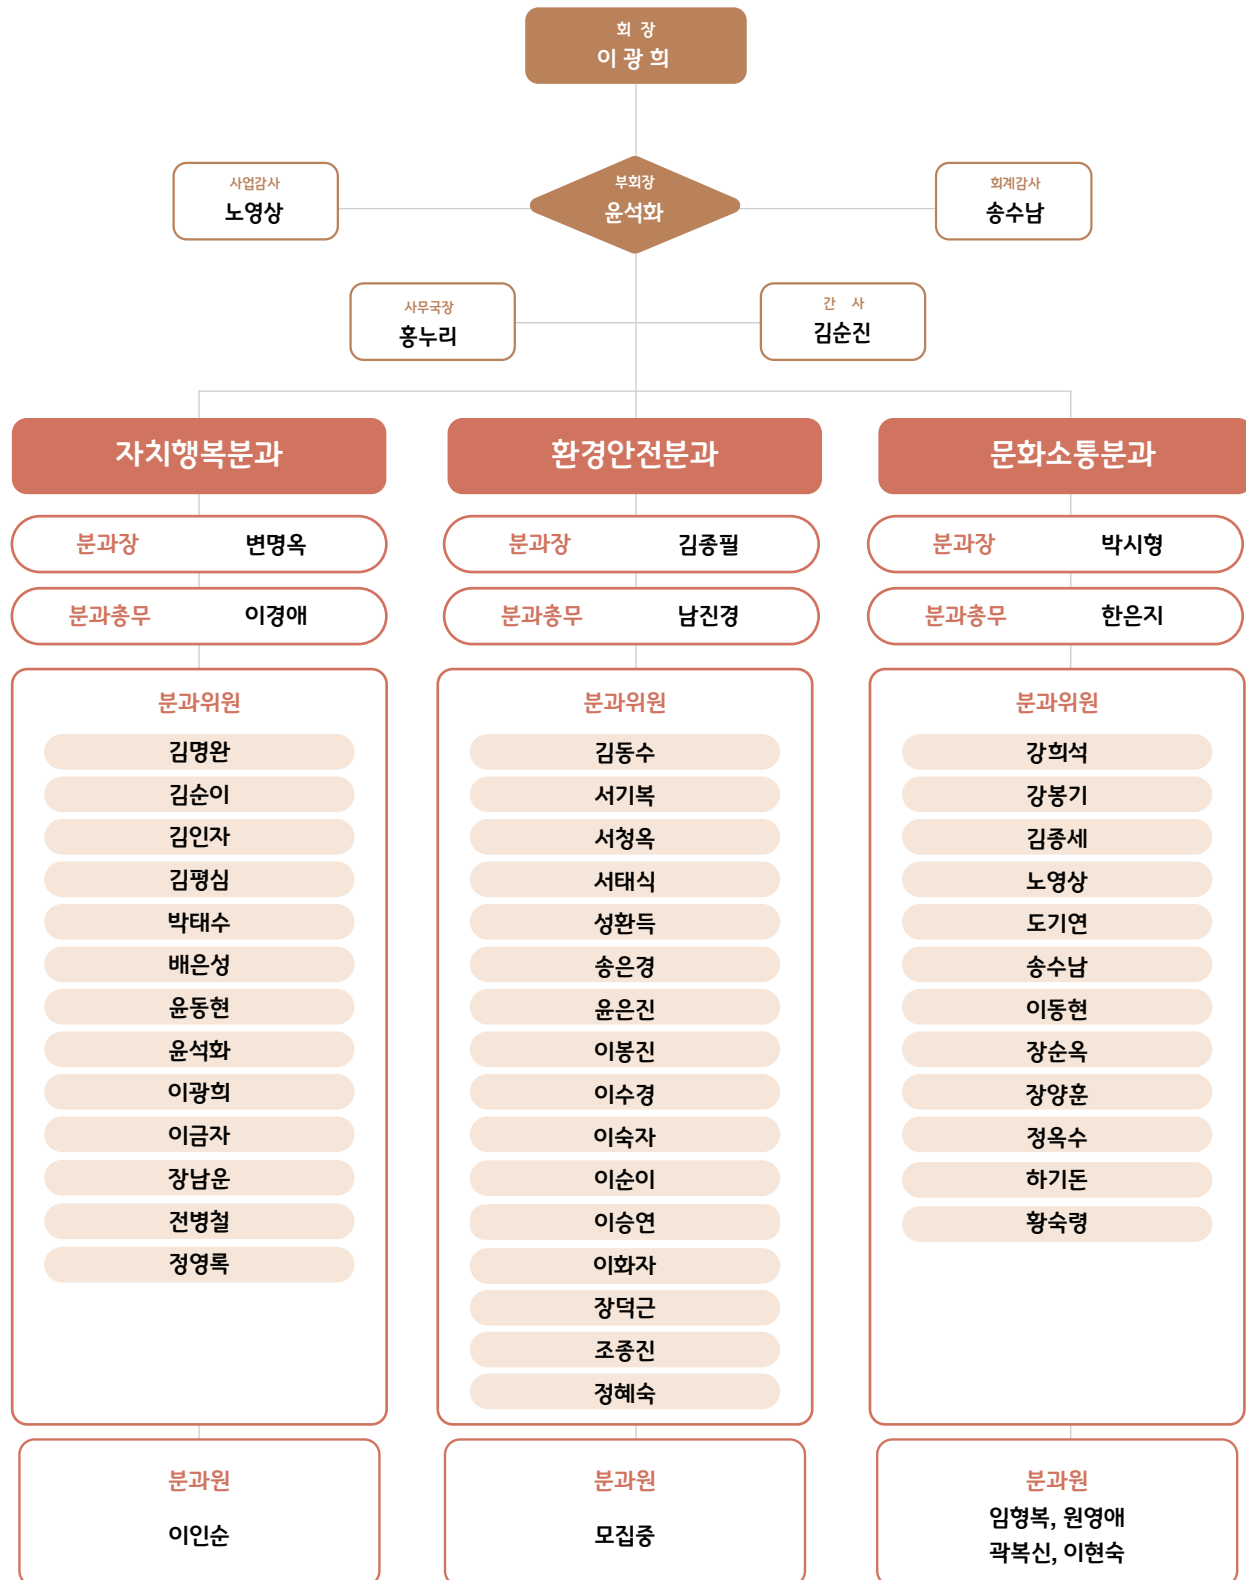 회 장
이 광 희
사업감사
노영상
부회장
윤석화
회계감사
송수남
사무국장
홍누리
간 사
김순진
자치행복분과
분과장 변명옥
분과총무 이경애
분과위원
김명완
김순이
김인자
김평심
박태수
배은성
윤동현
윤석화
이광희
이금자
장남운
전병철
정영록
분과원
이인순
환경안전분과
분과장 김종필
분과총무 남진경
분과위원
김동수
서기복
서청옥
서태식
성환득
송은경
윤은진
이봉진
이수경
이숙자
이순이
이승연
이화자
장덕근
조종진
정혜숙
분과원
모집중
문화소통분과
분과장 박시형
분과총무 한은지
분과위원
강희석
강봉기
김종세
노영상
도기연
송수남
이동현
장순옥
장양훈
정옥수
하기돈
황숙령
분과원
임형복, 원영애
곽복신, 이현숙